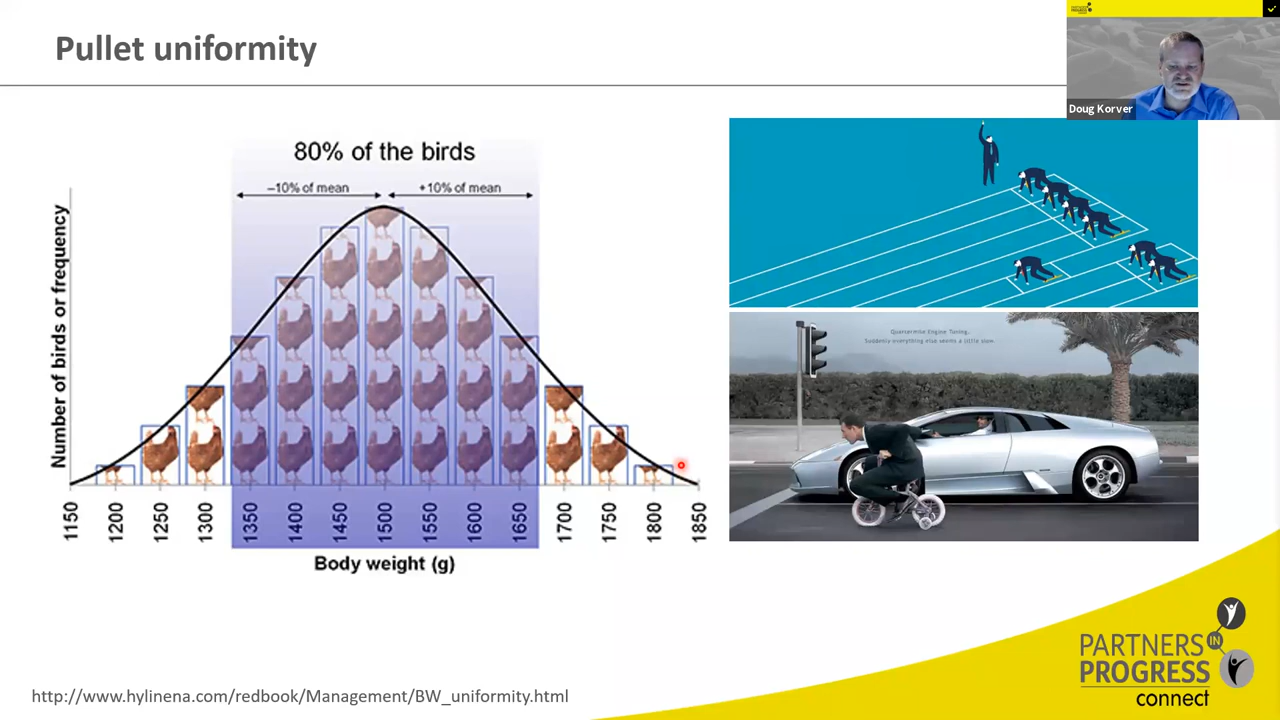 Pullet uniformity
Doug Korver
80% of the birds
−10% of mean
+10% of mean
Number of birds or frequency
1150
1200
1250
1300
1350
1400
1450
1500
1550
1600
1650
1700
1750
1800
1850
Body weight (g)
Quartermile Engine Tuning.
Suddenly everything else seems a little slow.
http://www.hylinena.com/redbook/Management/BW_uniformity.html
PARTNERS
IN
PROGRESS
connect